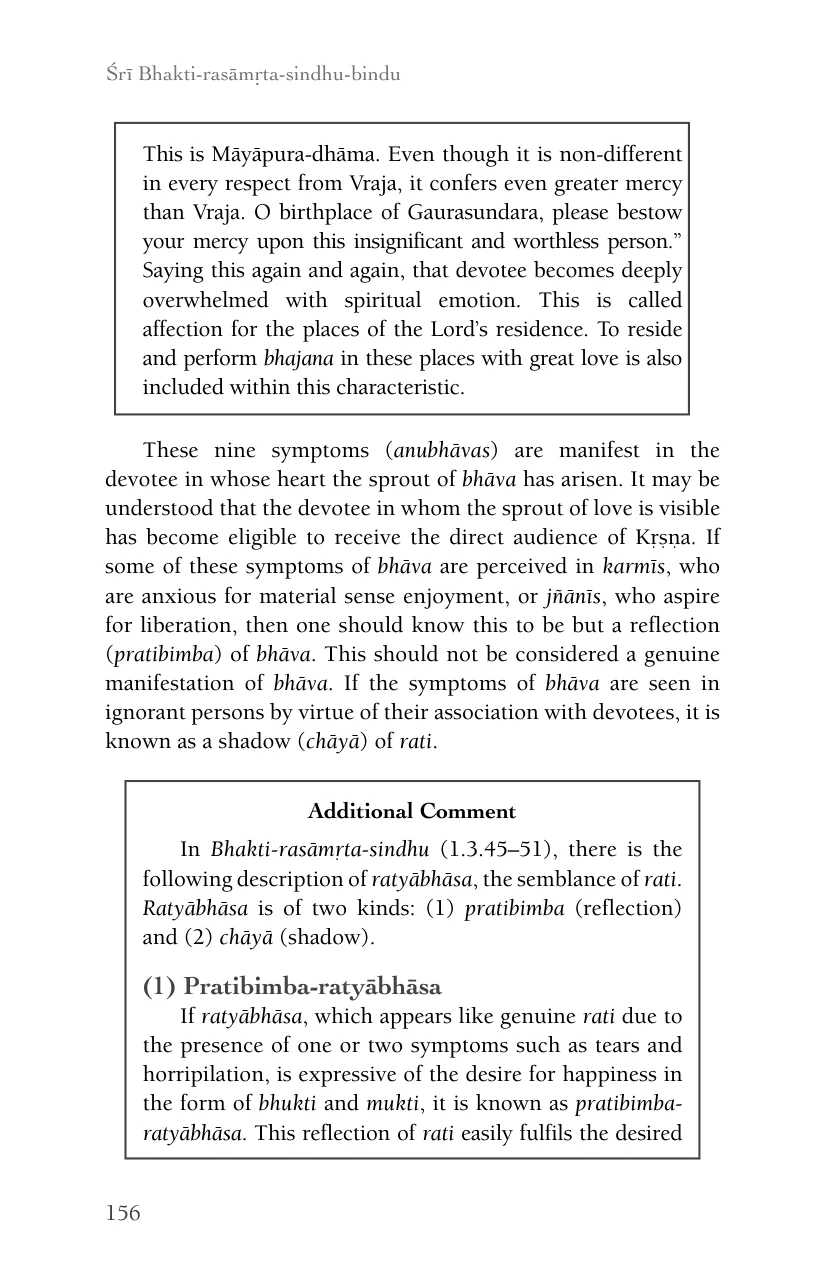 Śrī Bhakti-rasāmṛta-sindhu-bindu
This is Māyāpura-dhāma. Even though it is non-different
in every respect from Vraja, it confers even greater mercy
than Vraja. O birthplace of Gaurasundara, please bestow
your mercy upon this insignificant and worthless person.”
Saying this again and again, that devotee becomes deeply
overwhelmed with spiritual emotion. This is called
affection for the places of the Lord’s residence. To reside
and perform bhajana in these places with great love is also
included within this characteristic.
These nine symptoms (anubhāvas) are manifest in the
devotee in whose heart the sprout of bhāva has arisen. It may be
understood that the devotee in whom the sprout of love is visible
has become eligible to receive the direct audience of Kṛṣṇa. If
some of these symptoms of bhāva are perceived in karmīs, who
are anxious for material sense enjoyment, or jñānīs, who aspire
for liberation, then one should know this to be but a reflection
(pratibimba) of bhāva. This should not be considered a genuine
manifestation of bhāva. If the symptoms of bhāva are seen in
ignorant persons by virtue of their association with devotees, it is
known as a shadow (chāyā) of rati.
Additional Comment
In Bhakti-rasāmṛta-sindhu (1.3.45–51), there is the
following description of ratyābhāsa, the semblance of rati.
Ratyābhāsa is of two kinds: (1) pratibimba (reflection)
and (2) chāyā (shadow).
(1) Pratibimba-ratyābhāsa
If ratyābhāsa, which appears like genuine rati due to
the presence of one or two symptoms such as tears and
horripilation, is expressive of the desire for happiness in
the form of bhukti and mukti, it is known as pratibimba-
ratyābhāsa. This reflection of rati easily fulfils the desired
156